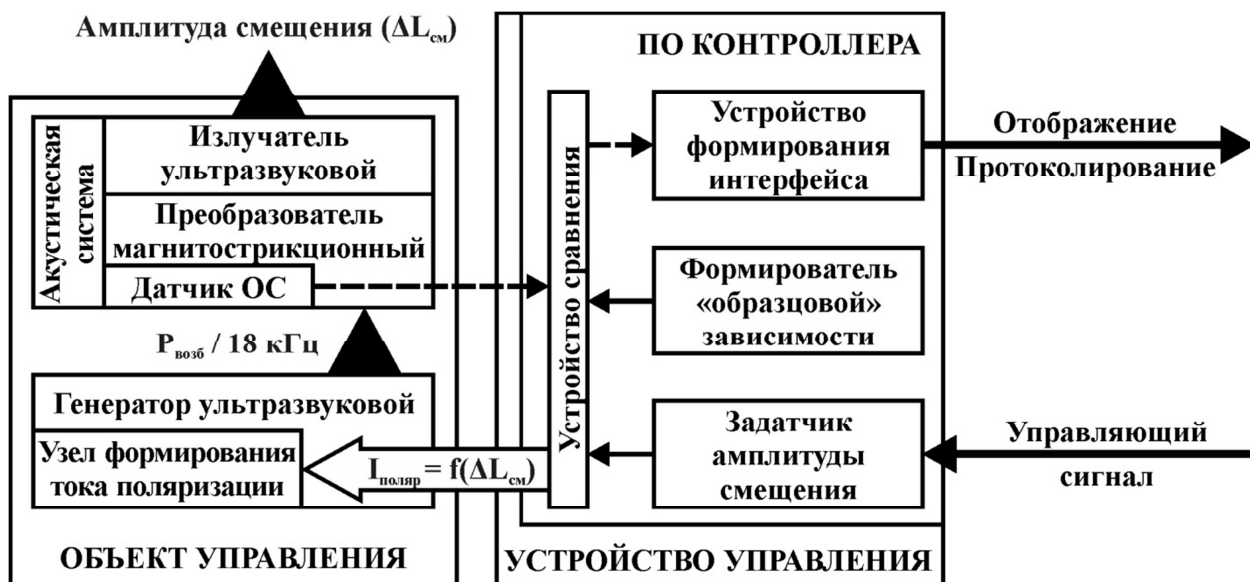 Амплитуда смещения (ΔLсм)
Акустическая
система
Излучатель
ультразвуковой
Преобразователь
магнитострикционный
Датчик ОС
Pвозб / 18 кГц
Генератор ультразвуковой
Узел формирования
тока поляризации
Iполяр = f(ΔLсм)
ОБЪЕКТ УПРАВЛЕНИЯ
ПО КОНТРОЛЛЕРА
Устройство сравнения
Устройство
формирования
интерфейса
Формирователь
«образцовой»
зависимости
Задатчик
амплитуды
смещения
УСТРОЙСТВО УПРАВЛЕНИЯ
Отображение
Протоколирование
Управляющий
сигнал